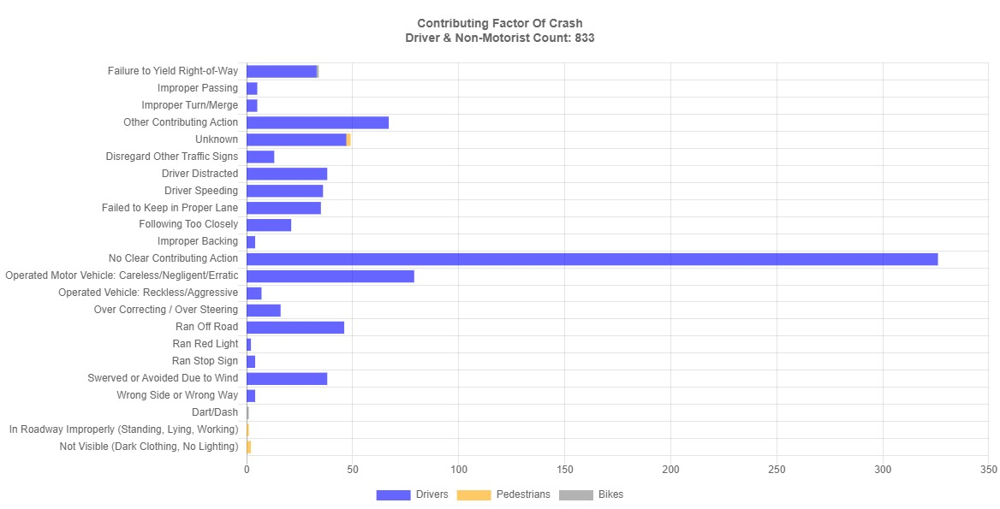 Contributing Factor Of Crash
Driver & Non-Motorist Count: 833
Failure to Yield Right-of-Way
Improper Passing
Improper Turn/Merge
Other Contributing Action
Unknown
Disregard Other Traffic Signs
Driver Distracted
Driver Speeding
Failed to Keep in Proper Lane
Following Too Closely
Improper Backing
No Clear Contributing Action
Operated Motor Vehicle: Careless/Negligent/Erratic
Operated Vehicle: Reckless/Aggressive
Over Correcting / Over Steering
Ran Off Road
Ran Red Light
Ran Stop Sign
Swerved or Avoided Due to Wind
Wrong Side or Wrong Way
Dart/Dash
In Roadway Improperly (Standing, Lying, Working)
Not Visible (Dark Clothing, No Lighting)
0 50 100 150 200 250 300 350
Drivers Pedestrians Bikes